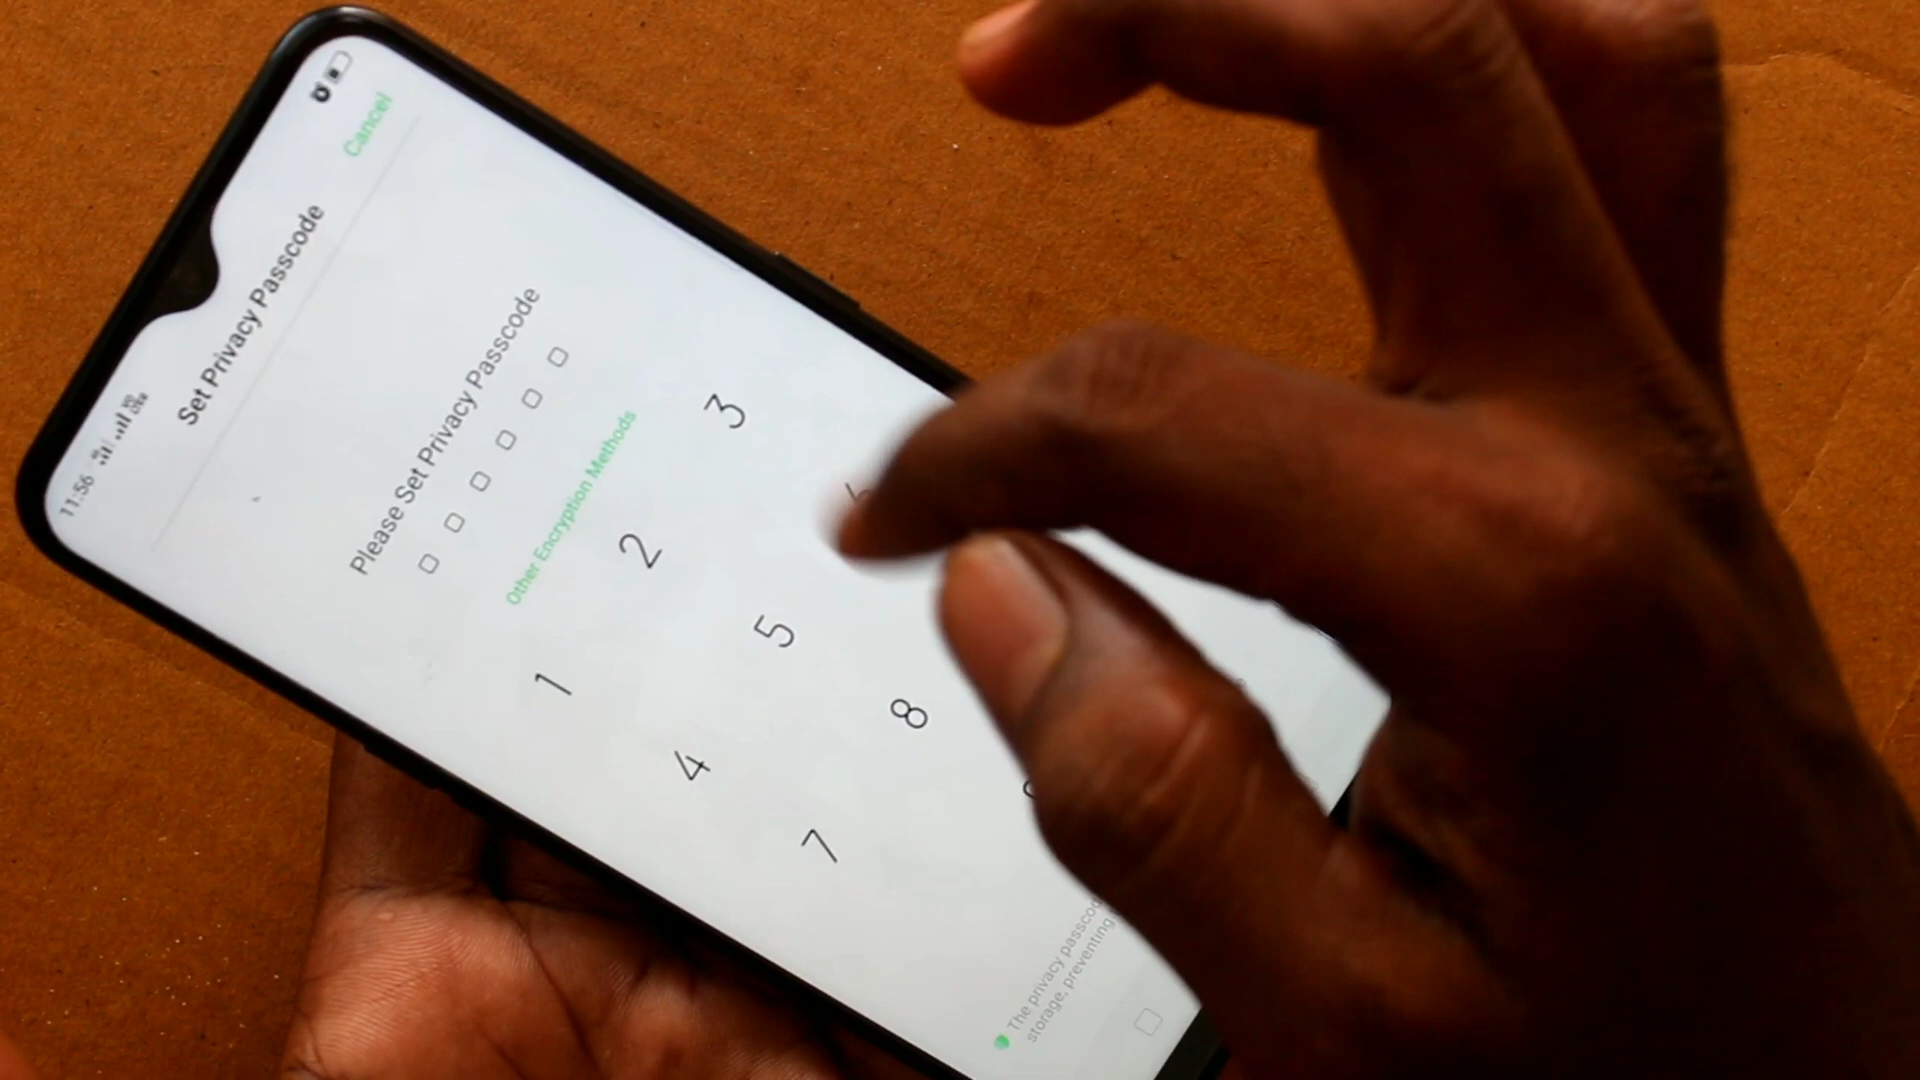 11:56
Cancel
Set Privacy Passcode
Please Set Privacy Passcode
Other Encryption Methods
1 2 3
4 5
7 8
The privacy
storage, preventing